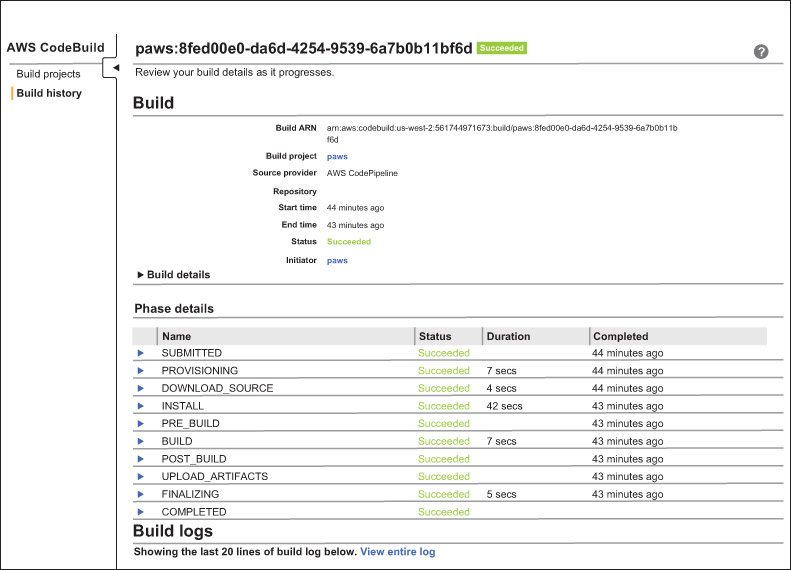 AWS CodeBuild
Build projects
Build history
paws:8fed00e0-da6d-4254-9539-6a7b0b11bf6d Succeeded
?
Review your build details as it progresses.
Build
Build ARN arn:aws:codebuild:us-west-2:561744971673:build/paws:8fed00e0-da6d-4254-9539-6a7b0b11b
f6d
Build project paws
Source provider AWS CodePipeline
Repository
Start time 44 minutes ago
End time 43 minutes ago
Status Succeeded
Initiator paws
Build details
Phase details
Name Status Duration Completed
SUBMITTED Succeeded 44 minutes ago
PROVISIONING Succeeded 7 secs 44 minutes ago
DOWNLOAD_SOURCE Succeeded 4 secs 44 minutes ago
INSTALL Succeeded 42 secs 43 minutes ago
PRE_BUILD Succeeded 43 minutes ago
BUILD Succeeded 7 secs 43 minutes ago
POST_BUILD Succeeded 43 minutes ago
UPLOAD_ARTIFACTS Succeeded 43 minutes ago
FINALIZING Succeeded 5 secs 43 minutes ago
COMPLETED Succeeded
Build logs
Showing the last 20 lines of build log below. View entire log